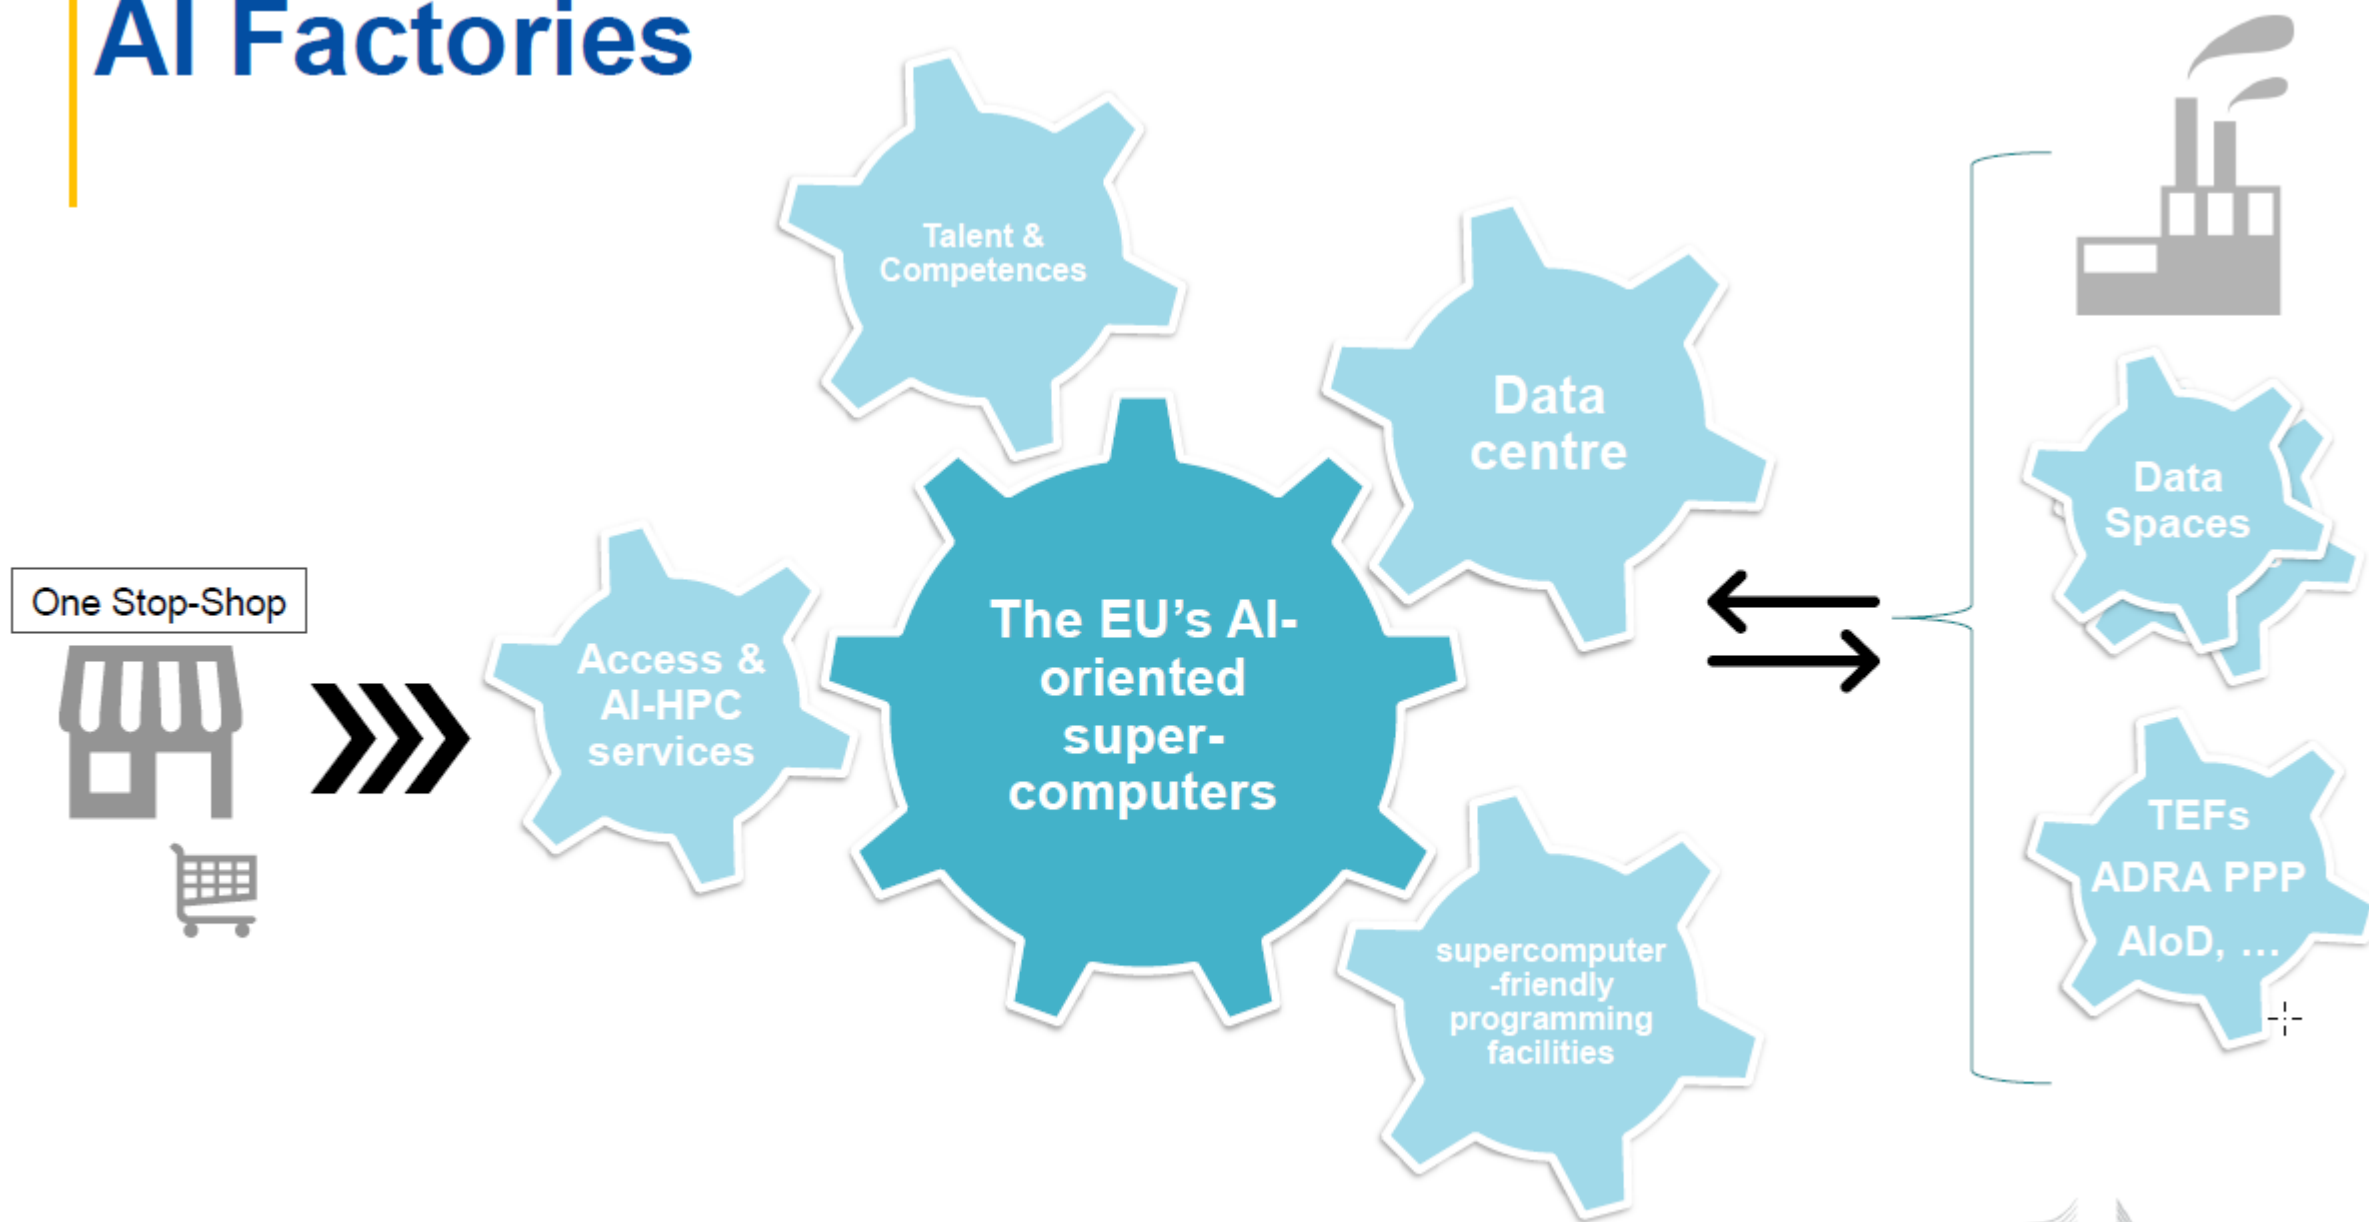 AI Factories
Talent &
Competences
Data
centre
One Stop-Shop
Access &
AI-HPC
services
The EU's AI-
oriented
super-
computers
supercomputer
-friendly
programming
facilities
Data
Spaces
TEFs
ADRA PPP
AIoD, ...